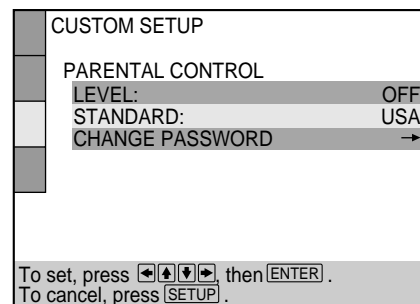 CUSTOM SETUP
PARENTAL CONTROL
LEVEL: OFF
STANDARD: USA
CHANGE PASSWORD →
To set, press ←↑↓→, then ENTER .
To cancel, press SETUP .